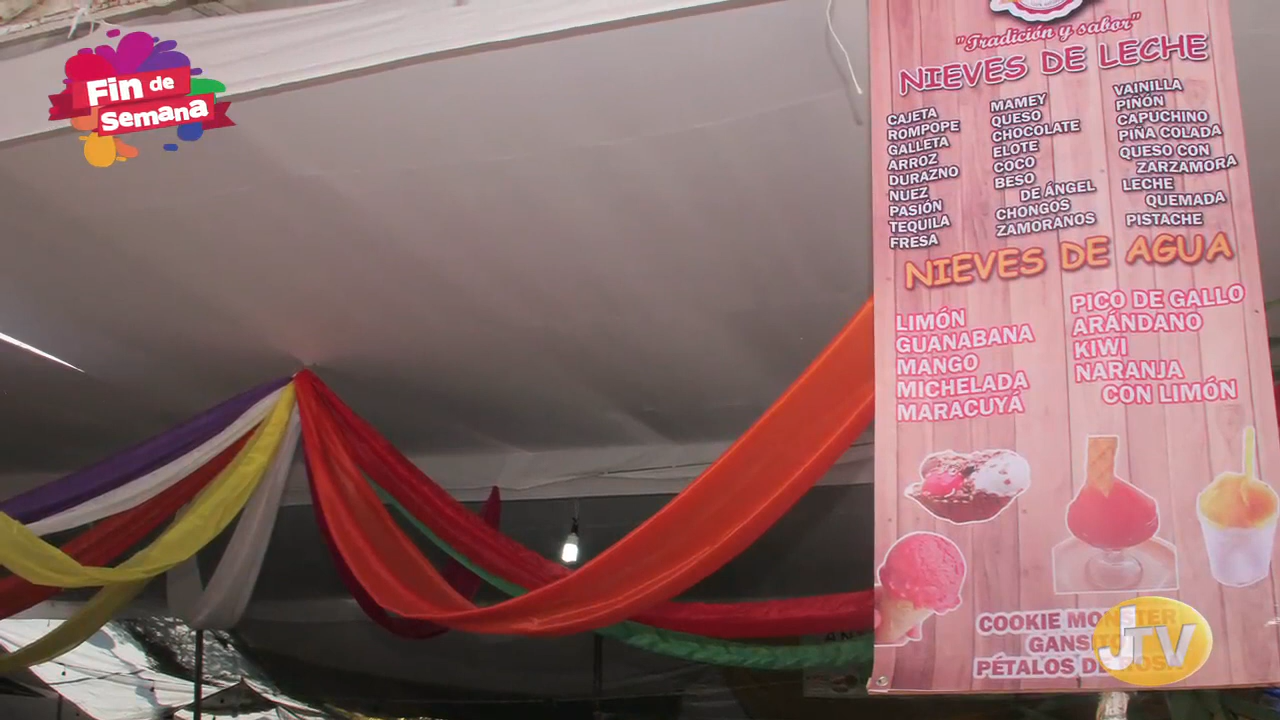 Fin de
Semana
"Tradición y sabor"
NIEVES DE LECHE
CAJETA
ROMPOPE
GALLETA
ARROZ
DURAZNO
NUEZ
PASIÓN
TEQUILA
FRESA
MAMEY
QUESO
CHOCOLATE
ELOTE
COCO
BESO
DE ÁNGEL
CHONGOS
ZAMORANOS
VAINILLA
PIÑÓN
CAPUCHINO
PIÑA COLADA
QUESO CON
ZARZAMORA
LECHE
QUEMADA
PISTACHE
NIEVES DE AGUA
LIMÓN
GUANABANA
MANGO
MICHELADA
MARACUYÁ
PICO DE GALLO
ARÁNDANO
KIWI
NARANJA
CON LIMÓN
COOKIE MONSTER
GANSITO
PÉTALOS DE ROSA
JTV